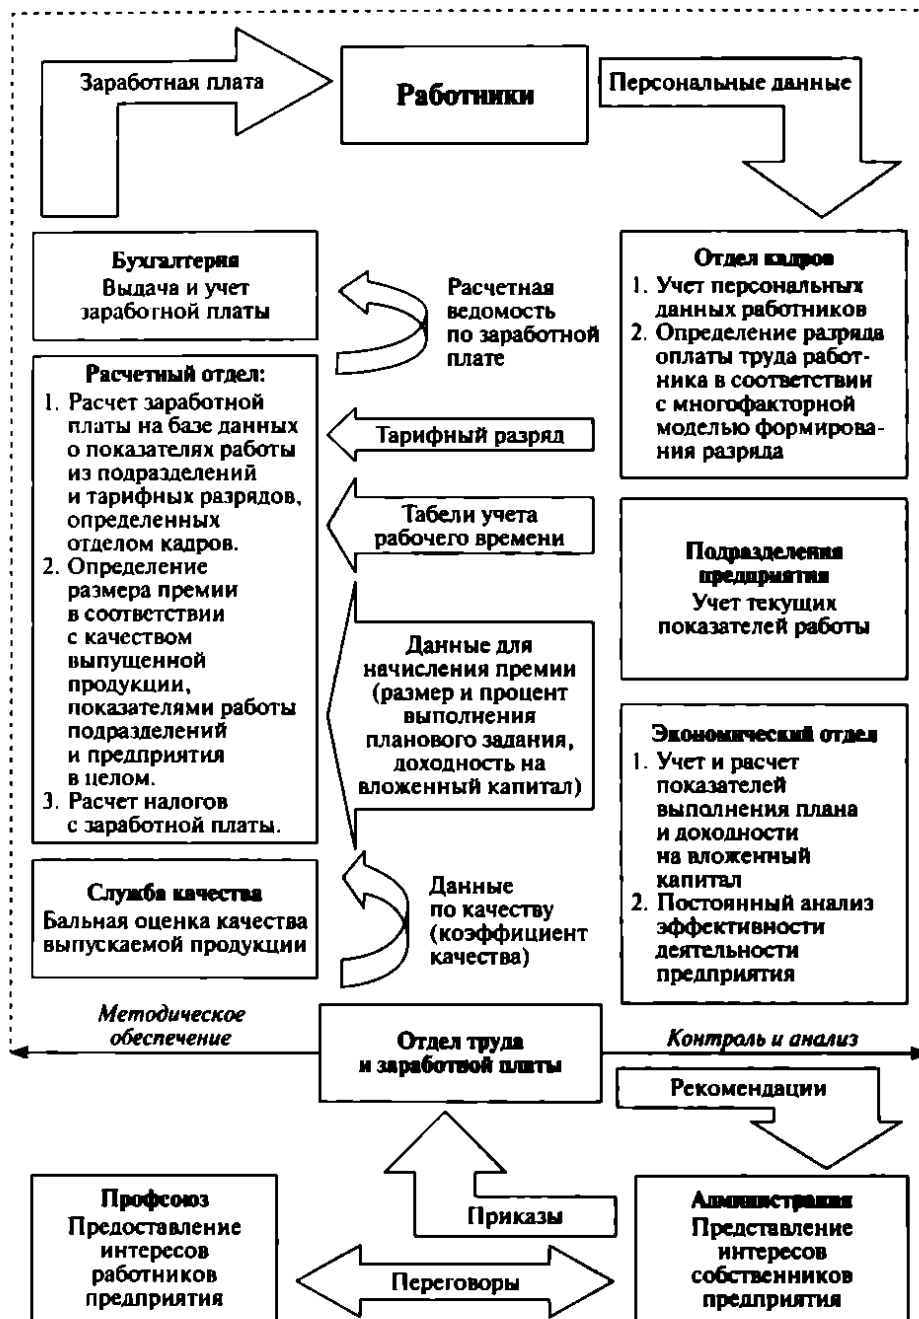 Заработная плата
Работники
Персональные данные
Бухгалтерия
Выдача и учет
заработной платы
Расчетная
ведомость
по заработной
плате
Отдел кадров
1. Учет персональных
данных работников
2. Определение разряда
оплаты труда работ-
ника в соответствии
с многофакторной
моделью формирова-
ния разряда
Расчетный отдел:
1. Расчет заработной
платы на базе данных
о показателях работы
из подразделений
и тарифных разрядов,
определенных
отделом кадров.
2. Определение
размера премии
в соответствии
с качеством
выпущенной
продукции,
показателями работы
подразделений
и предприятия
в целом.
3. Расчет налогов
с заработной платы.
Тарифный разряд
Табели учета
рабочего времени
Подразделения
предприятия
Учет текущих
показателей работы
Данные для
начисления премии
(размер и процент
выполнения
планового задания,
доходность на
вложенный капитал)
Экономический отдел
1. Учет и расчет
показателей
выполнения плана
и доходности
на вложенный
капитал
2. Постоянный анализ
эффективности
деятельности
предприятия
Служба качества
Бальная оценка качества
выпускаемой продукции
Данные
по качеству
(коэффициент
качества)
Методическое
обеспечение
Отдел труда
и заработной платы
Контроль и анализ
Рекомендации
Приказы
Профсоюз
Предоставление
интересов
работников
предприятия
Переговоры
Администрация
Представление
интересов
собственников
предприятия